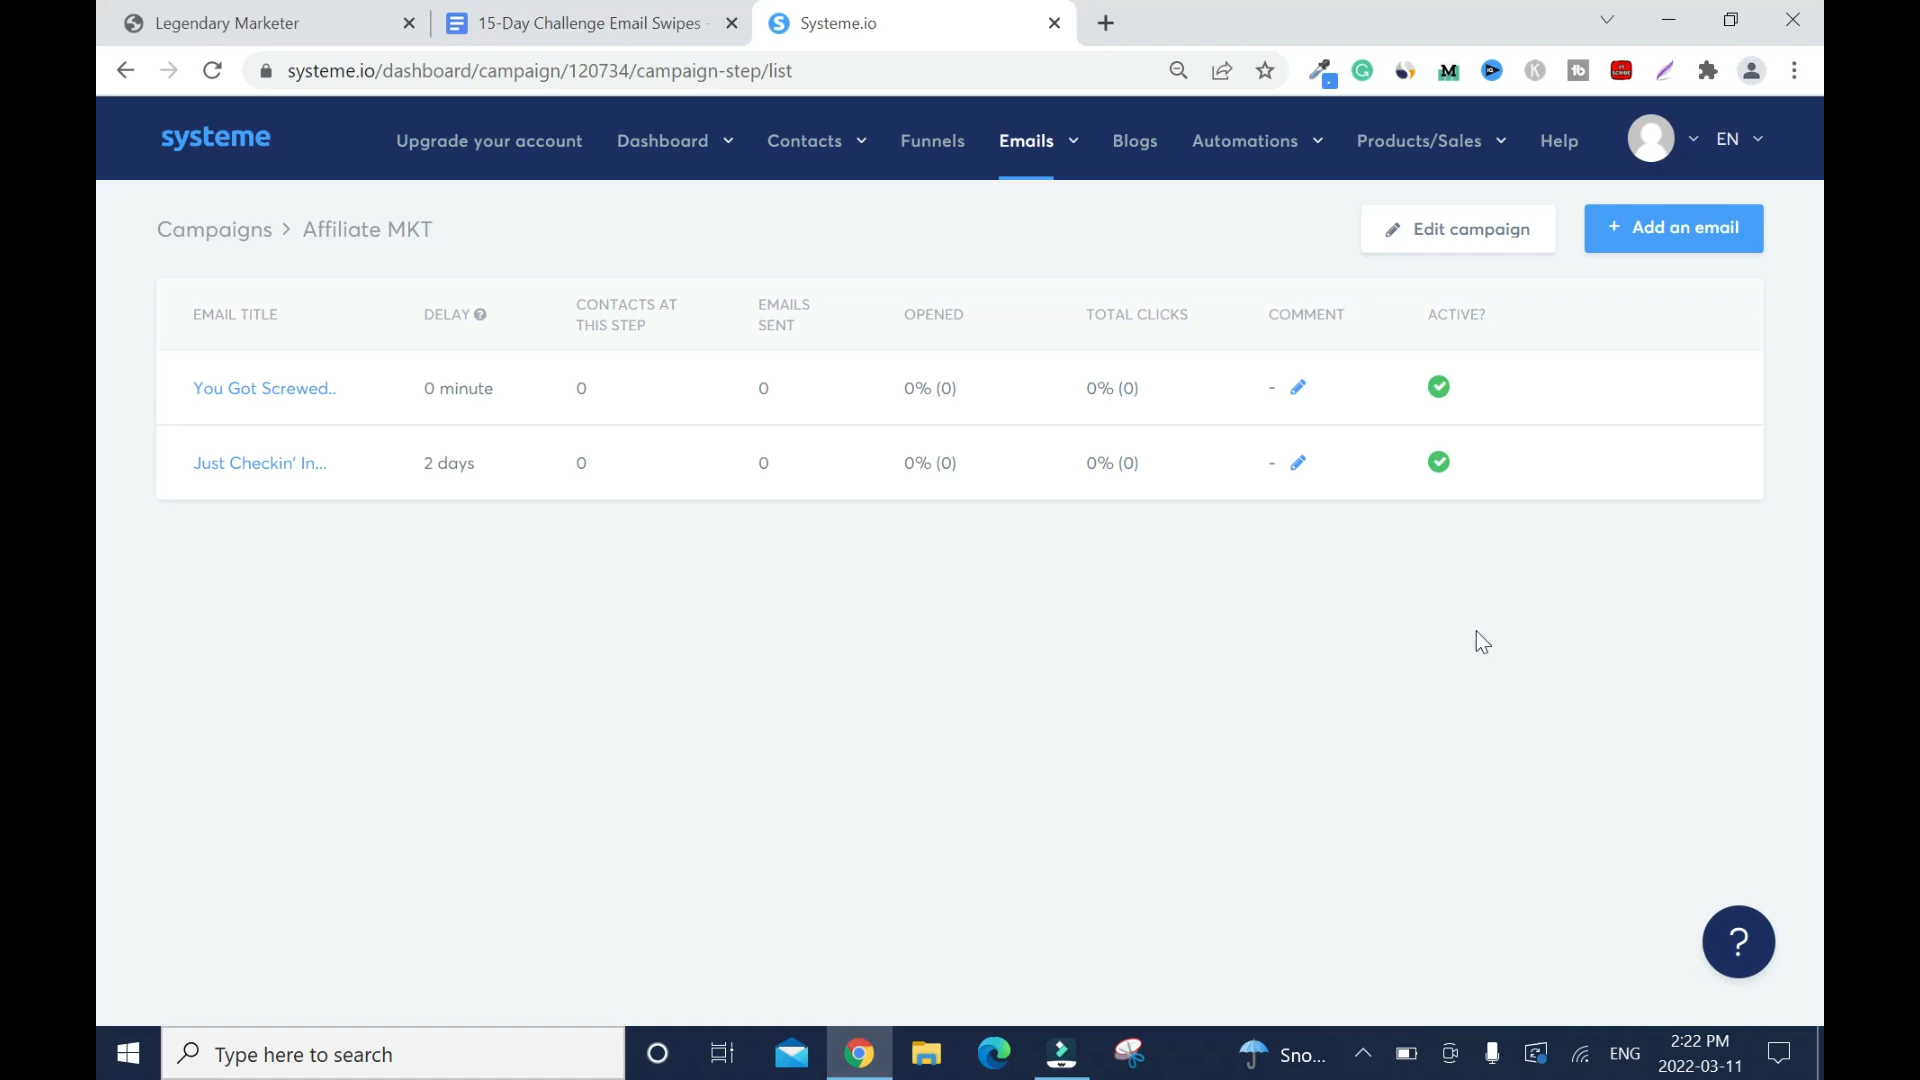 Legendary Marketer
15-Day Challenge Email Swipes -
Systeme.io
systeme.io/dashboard/campaign/120734/campaign-step/list
systeme
Upgrade your account Dashboard Contacts Funnels Emails Blogs Automations Products/Sales Help EN
Campaigns > Affiliate MKT
Edit campaign
+ Add an email
EMAIL TITLE DELAY ? CONTACTS AT THIS STEP EMAILS SENT OPENED TOTAL CLICKS COMMENT ACTIVE?
You Got Screwed.. 0 minute 0 0 0% (0) 0% (0) -
Just Checkin' In... 2 days 0 0 0% (0) 0% (0) -
?
Type here to search
Sno...
ENG
2:22 PM
2022-03-11